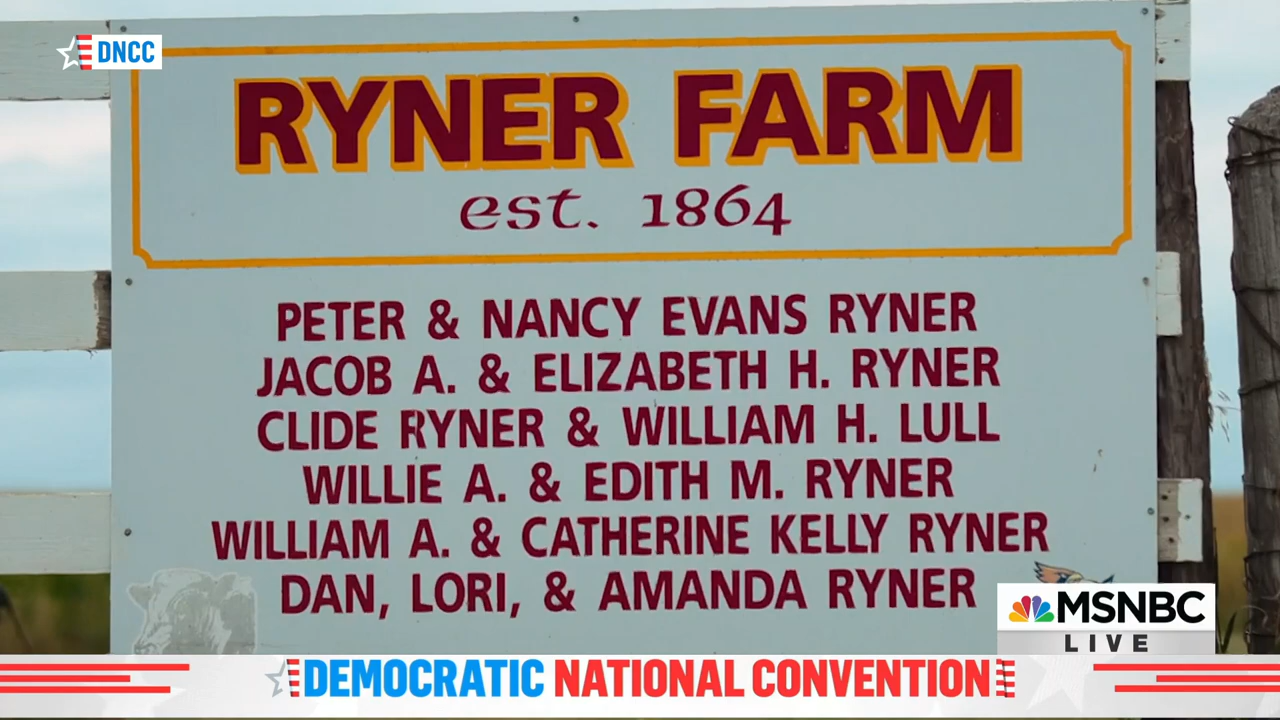 DNCC
RYNER FARM
est. 1864
PETER & NANCY EVANS RYNER
JACOB A. & ELIZABETH H. RYNER
CLIDE RYNER & WILLIAM H. LULL
WILLIE A. & EDITH M. RYNER
WILLIAM A. & CATHERINE KELLY RYNER
DAN, LORI, & AMANDA RYNER
MSNBC
LIVE
DEMOCRATIC NATIONAL CONVENTION